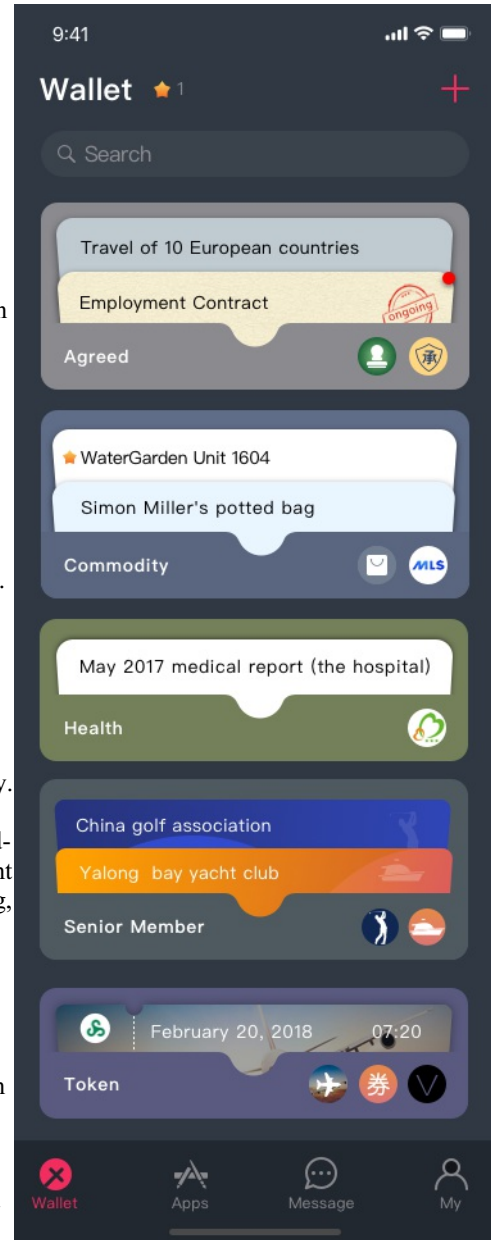 9:41
Wallet 1
Search
Travel of 10 European countries
Employment Contract
ongoing
Agreed
承
WaterGarden Unit 1604
Simon Miller's potted bag
Commodity
MLS
May 2017 medical report (the hospital)
Health
China golf association
Yalong bay yacht club
Senior Member
February 20, 2018 07:20
Token
券
V
Wallet
Apps
Message
My